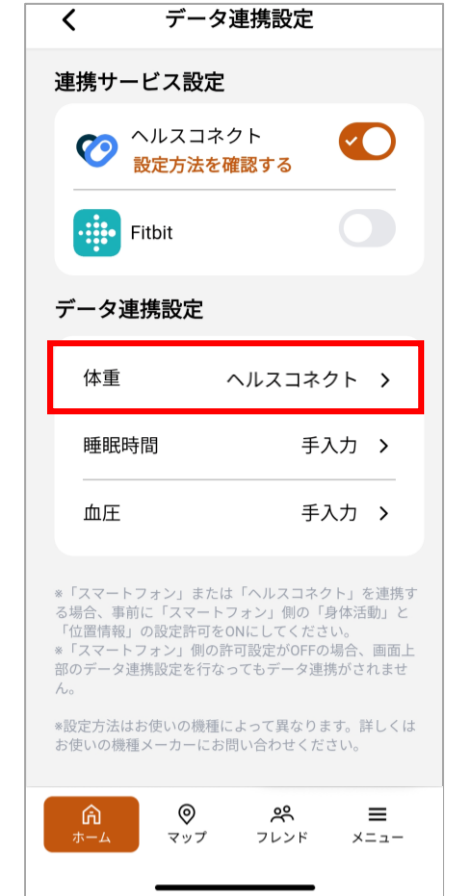 データ連携設定
連携サービス設定
ヘルスコネクト
設定方法を確認する
Fitbit
データ連携設定
体重 ヘルスコネクト
睡眠時間 手入力
血圧 手入力
※「スマートフォン」または「ヘルスコネクト」を連携す
る場合、事前に「スマートフォン」側の「身体活動」と
「位置情報」の設定許可をONにしてください。
※「スマートフォン」側の許可設定がOFFの場合、画面上
部のデータ連携設定を行なってもデータ連携がされませ
ん。
※設定方法はお使いの機種によって異なります。詳しくは
お使いの機種メーカーにお問い合わせください。
ホーム マップ フレンド メニュー